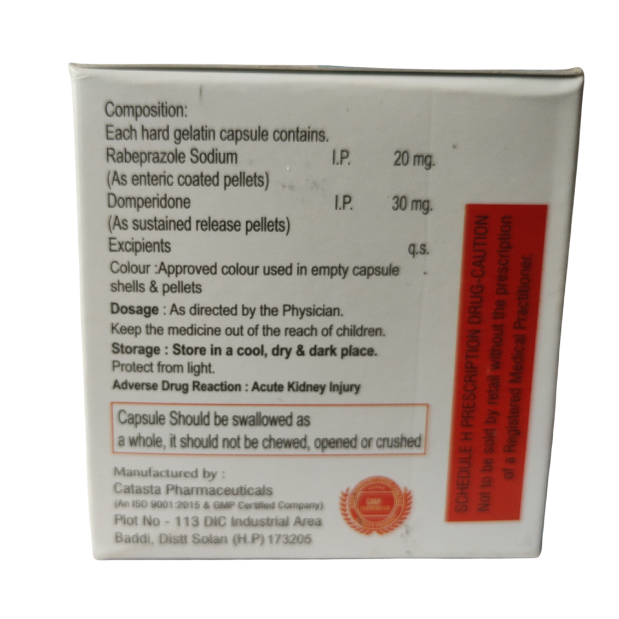 Composition:
Each hard gelatin capsule contains.
Rabeprazole Sodium I.P. 20 mg.
(As enteric coated pellets)
Domperidone I.P. 30 mg.
(As sustained release pellets)
Excipients q.s.
Colour :Approved colour used in empty capsule
shells & pellets
Dosage : As directed by the Physician.
Keep the medicine out of the reach of children.
Storage : Store in a cool, dry & dark place.
Protect from light.
Adverse Drug Reaction : Acute Kidney Injury
Capsule Should be swallowed as
a whole, it should not be chewed, opened or crushed
Manufactured by :
Catasta Pharmaceuticals
(An ISO 9001:2015 & GMP Certified Company)
Plot No - 113 DIC Industrial Area
Baddi, Distt Solan (H.P) 173205
GMP
SCHEDULE H PRESCRIPTION DRUG-CAUTION
Not to be sold by retail without the prescription
of a Registered Medical Practitioner.